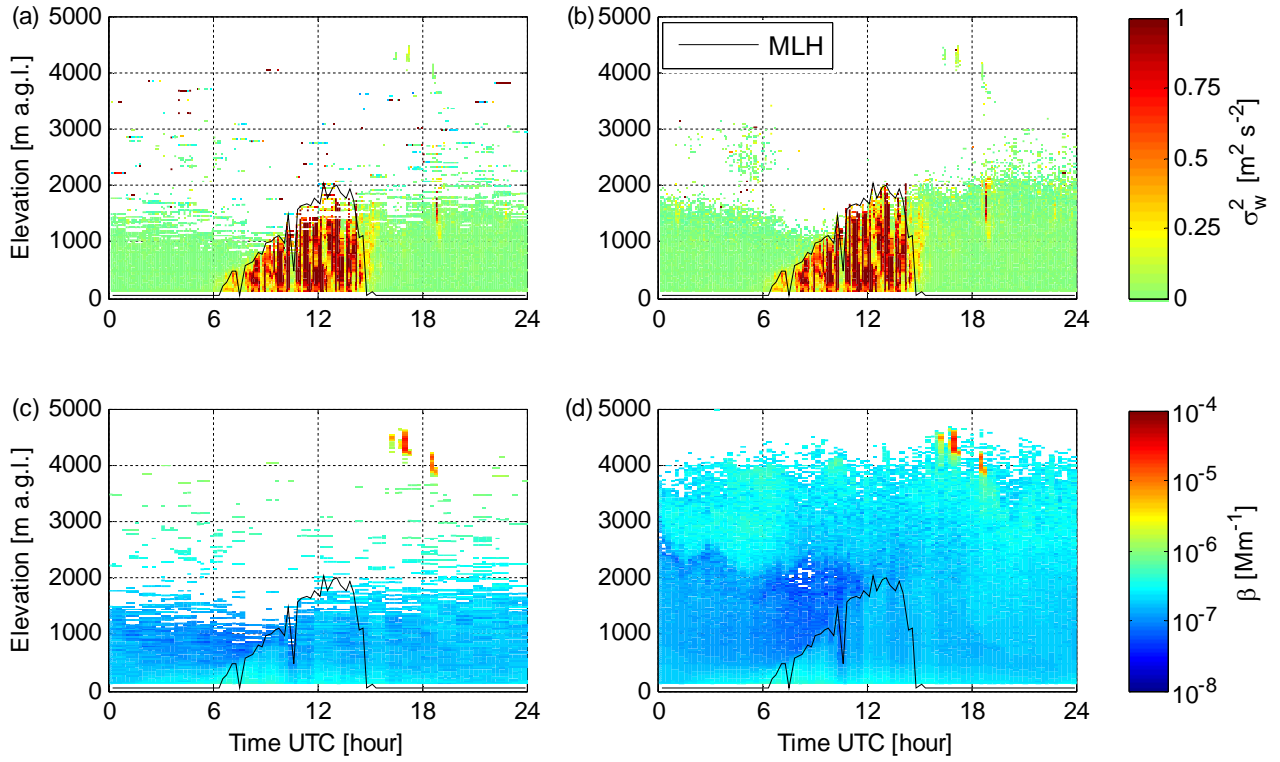 (a)
5000
4000
3000
2000
1000
0
Elevation [m a.g.l.]
0 6 12 18 24
(b)
5000
4000
3000
2000
1000
0
MLH
0 6 12 18 24
1
0.75
0.5
0.25
0
σ_w^2 [m^2 s^-2]
(c)
5000
4000
3000
2000
1000
0
Elevation [m a.g.l.]
0 6 12 18 24
Time UTC [hour]
(d)
5000
4000
3000
2000
1000
0
0 6 12 18 24
Time UTC [hour]
10^-4
10^-5
10^-6
10^-7
10^-8
β [Mm^-1]